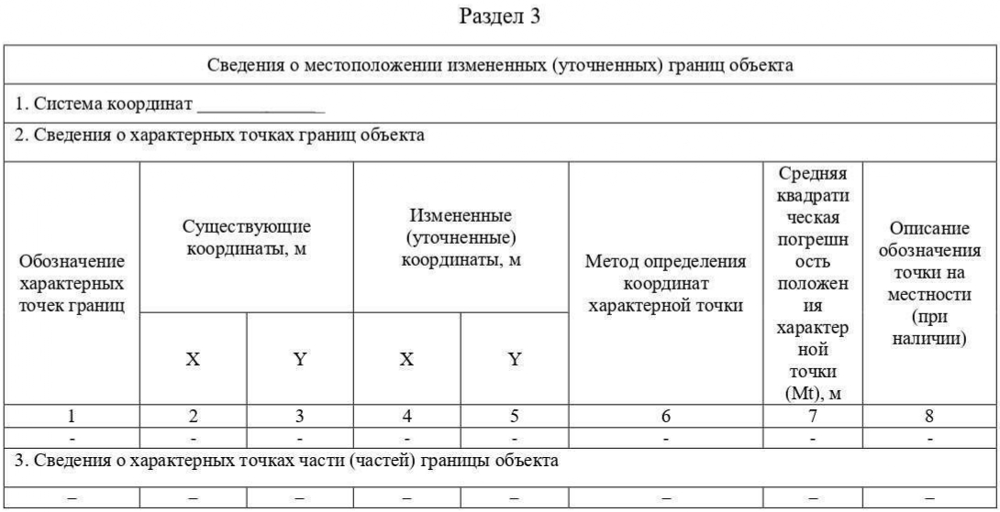 Раздел 3
Сведения о местоположении измененных (уточненных) границ объекта
1. Система координат ______________
2. Сведения о характерных точках границ объекта
Обозначение
характерных
точек границ
Существующие
координаты, м
Измененные
(уточненные)
координаты, м
Метод определения
координат
характерной точки
Средняя
квадрати
ческая
погрешн
ость
положен
ия
характер
ной
точки
(Mt), м
Описание
обозначения
точки на
местности
(при
наличии)
X Y X Y
1 2 3 4 5 6 7 8
- - - - - - - -
3. Сведения о характерных точках части (частей) границы объекта
– – – – – – – –